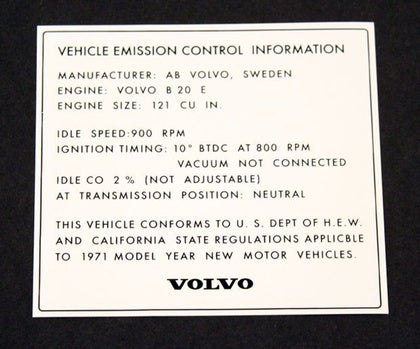 VEHICLE EMISSION CONTROL INFORMATION
MANUFACTURER: AB VOLVO, SWEDEN
ENGINE: VOLVO B 20 E
ENGINE SIZE: 121 CU IN.
IDLE SPEED:900 RPM
IGNITION TIMING: 10° BTDC AT 800 RPM
VACUUM NOT CONNECTED
IDLE CO 2 % (NOT ADJUSTABLE)
AT TRANSMISSION POSITION: NEUTRAL
THIS VEHICLE CONFORMS TO U. S. DEPT OF H.E.W.
AND CALIFORNIA STATE REGULATIONS APPLICBLE
TO 1971 MODEL YEAR NEW MOTOR VEHICLES.
VOLVO